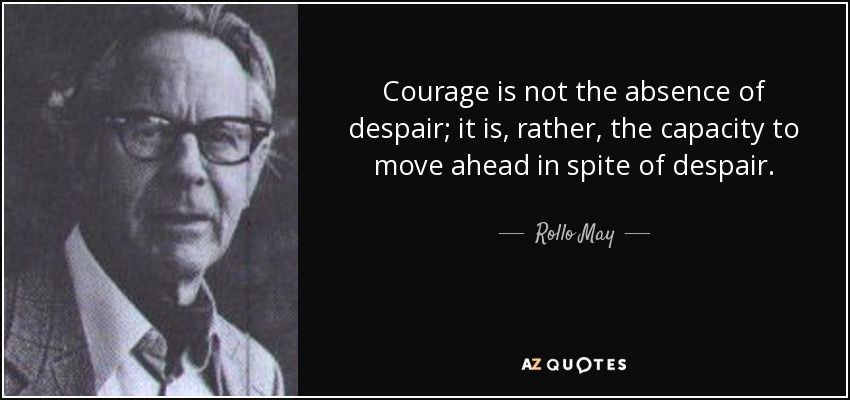 Courage is not the absence of
despair; it is, rather, the capacity to
move ahead in spite of despair.
Rollo May
AZ QUOTES